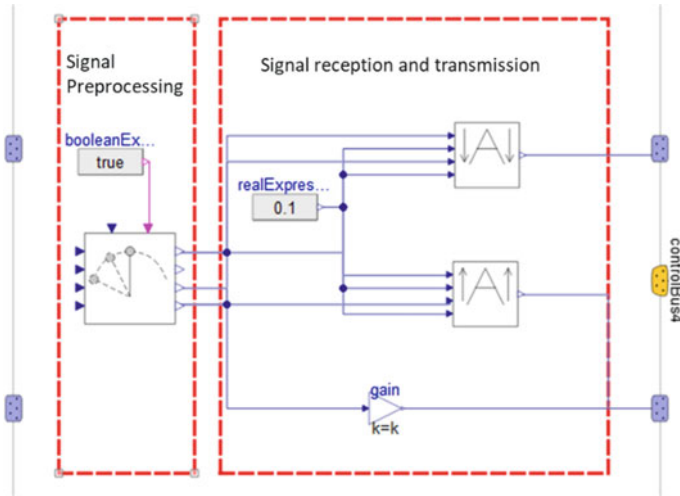 Signal
Preprocessing
Signal reception and transmission
booleanEx...
true
realExpres...
0.1
A
A
gain
k=k
controlBus4